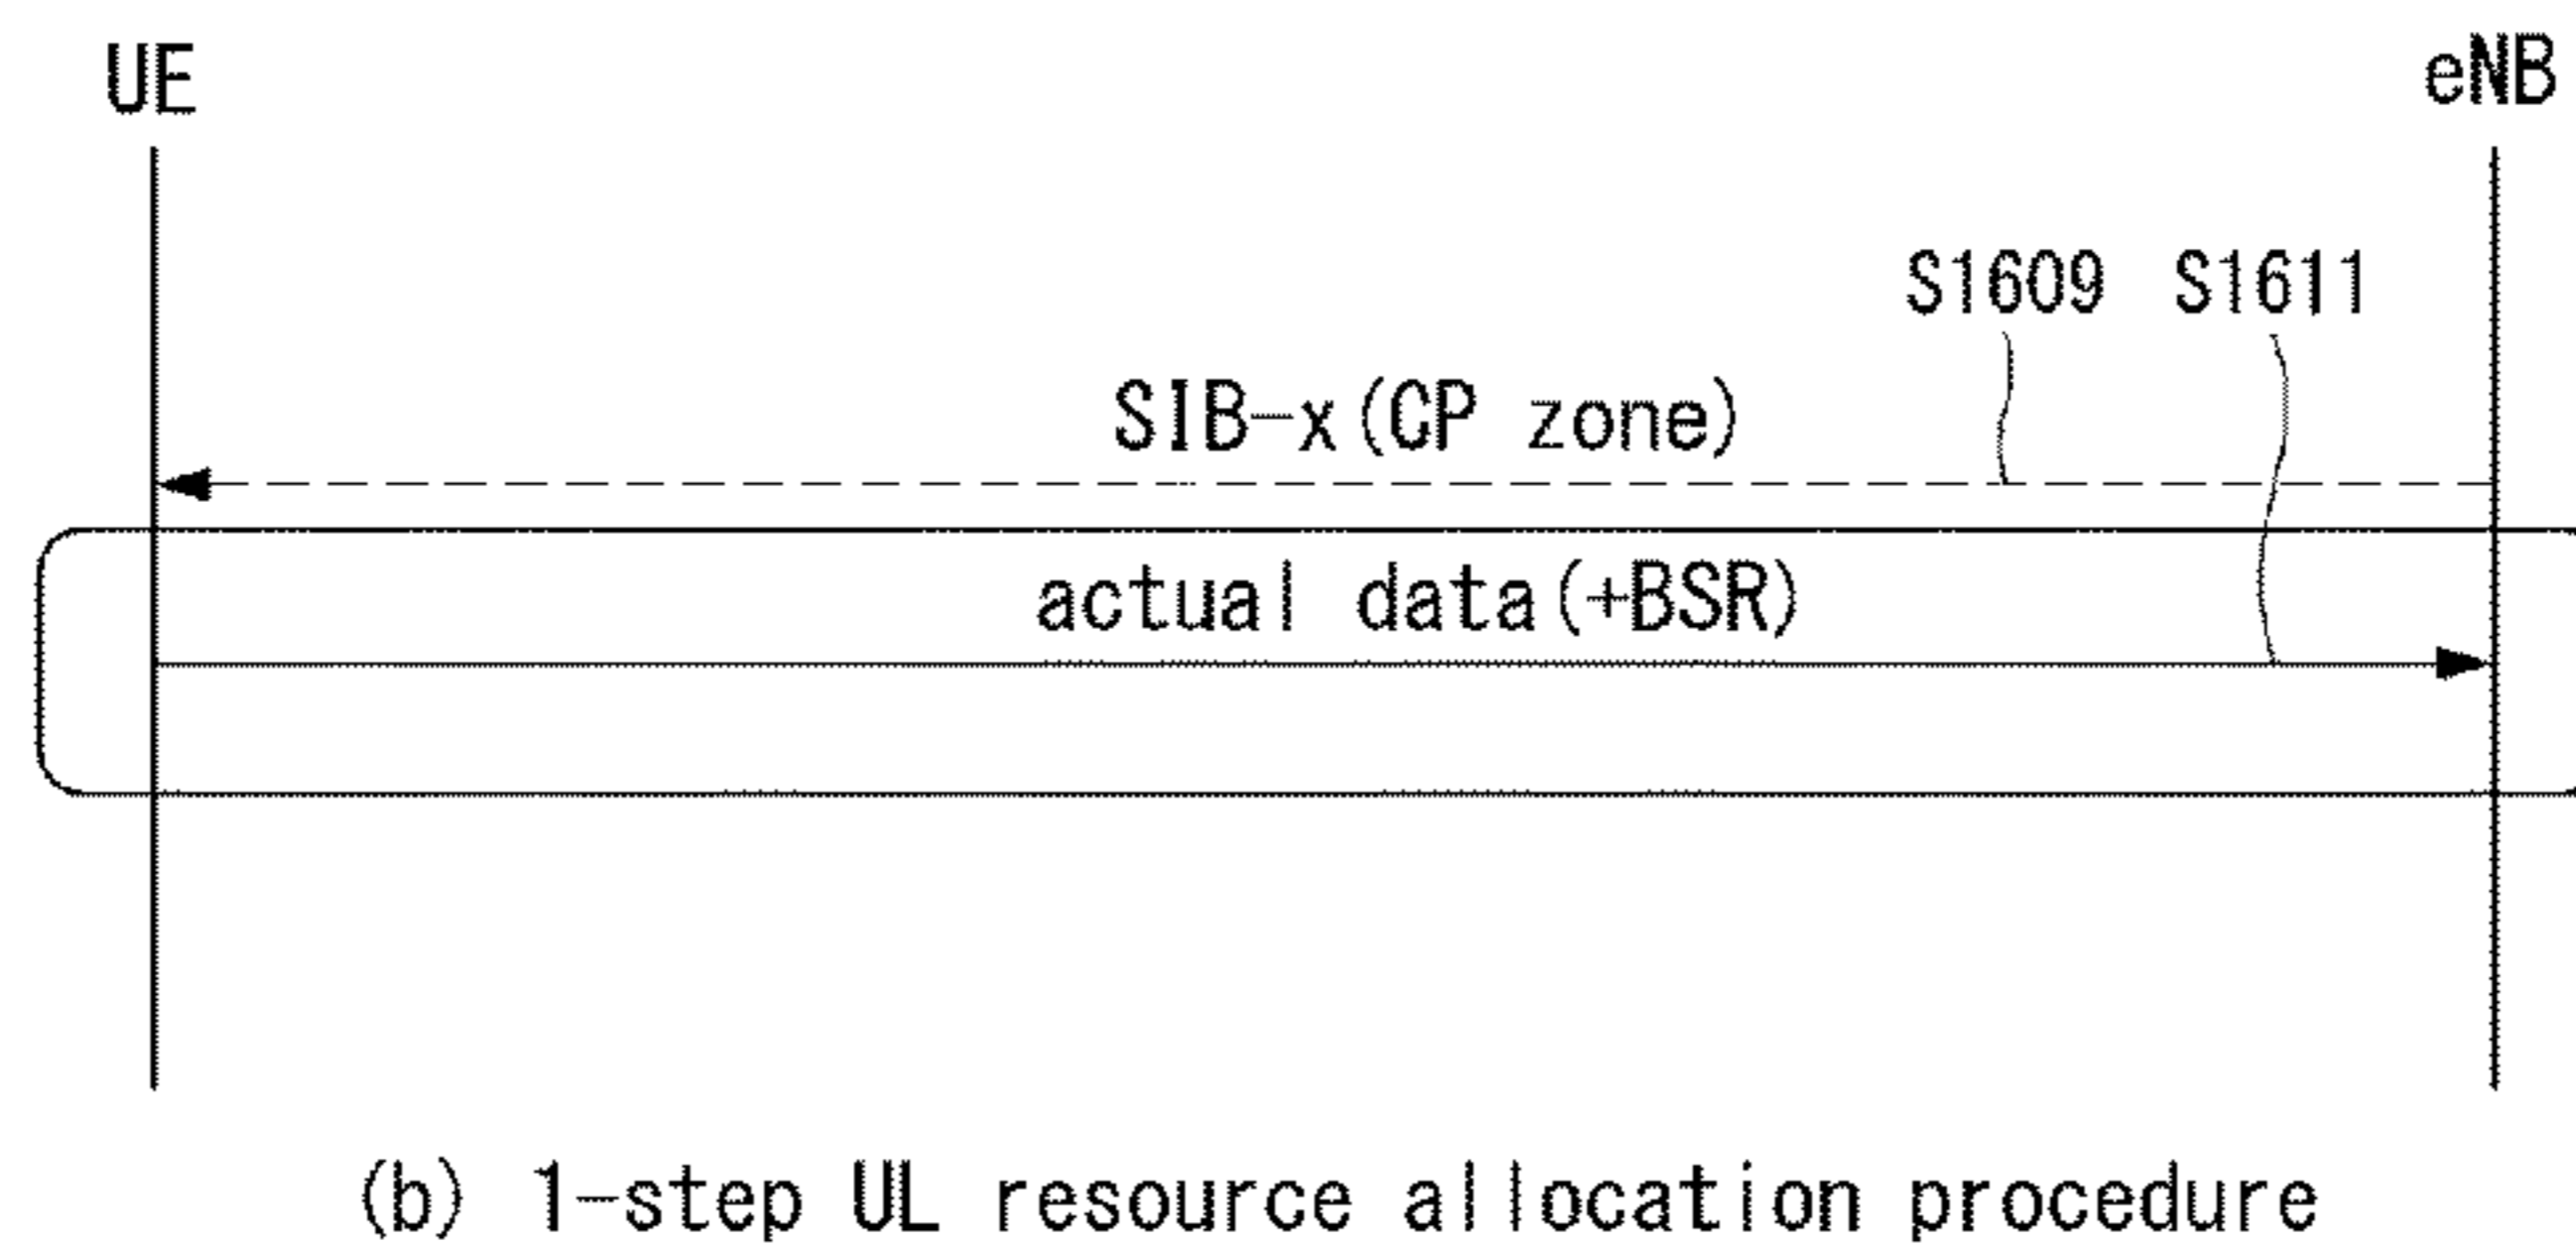 UE eNB
S1609 S1611
SIB-x(CP zone)
actual data(+BSR)
(b) 1-step UL resource allocation procedure